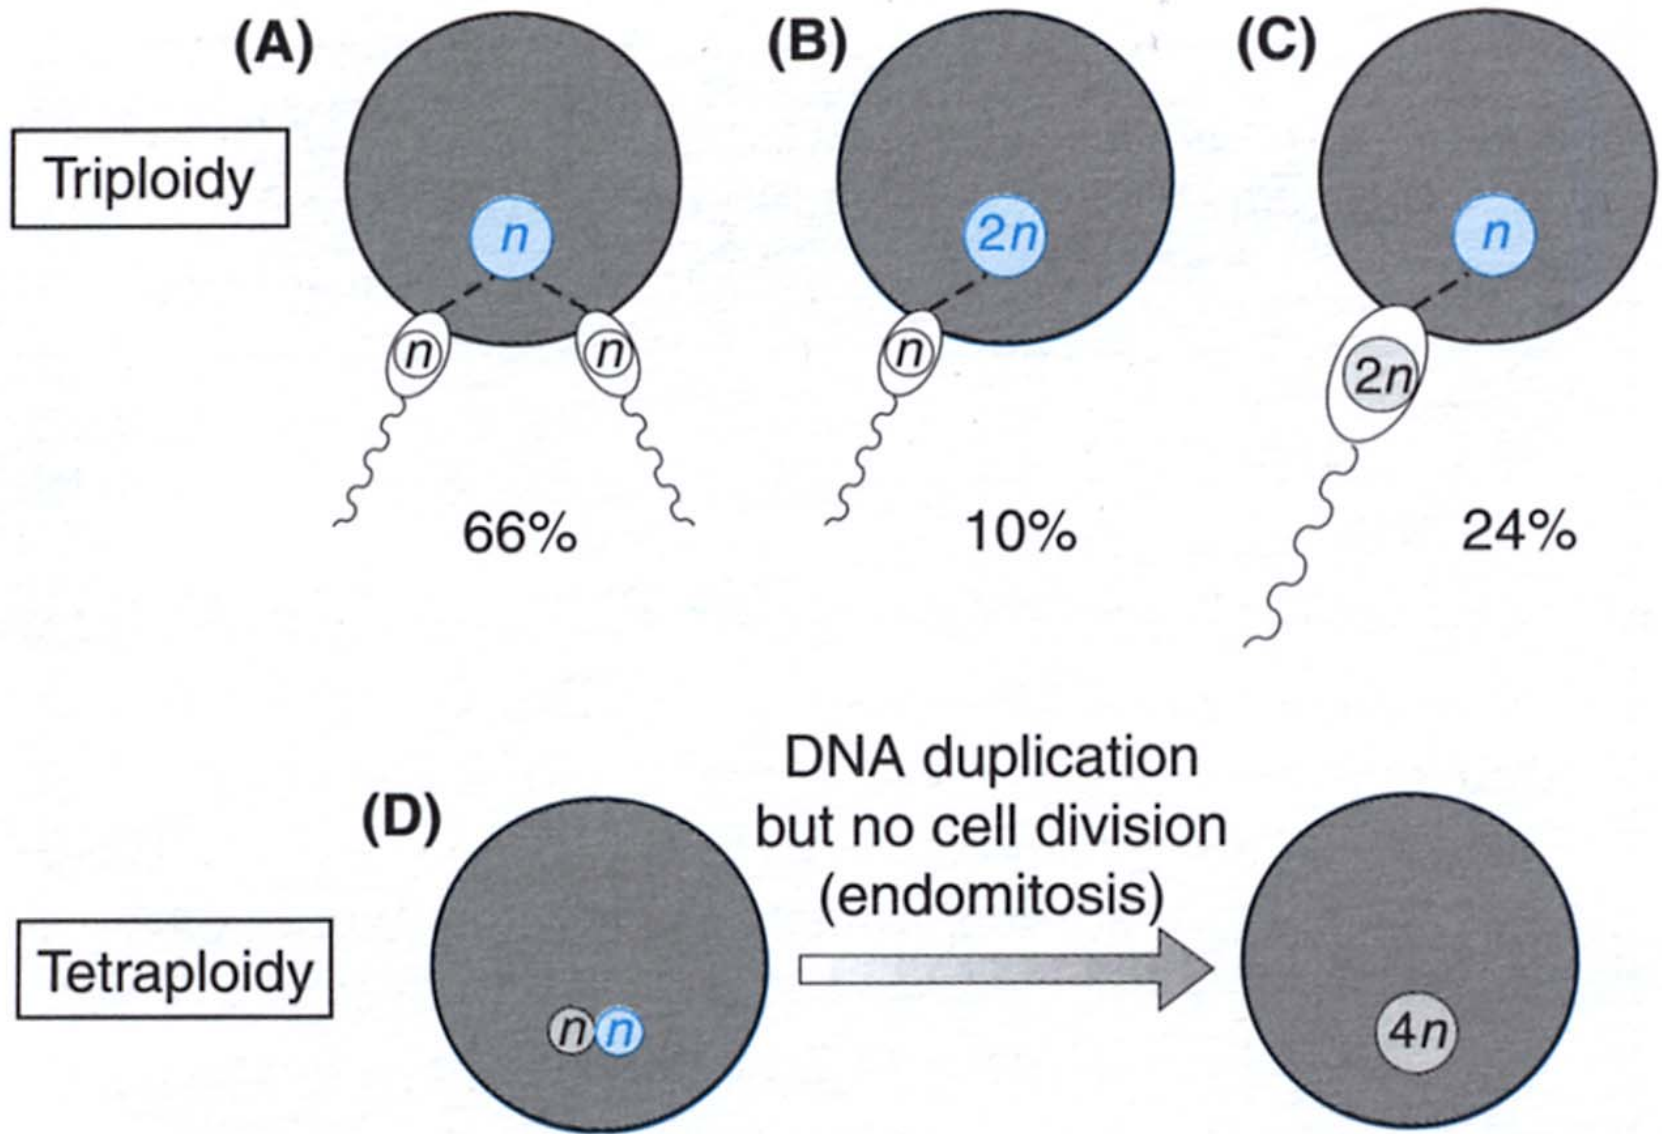 (A)
(B)
(C)
Triploidy
n
2n
n
n
n
n
2n
66%
10%
24%
DNA duplication
but no cell division
(endomitosis)
(D)
Tetraploidy
n n
4n